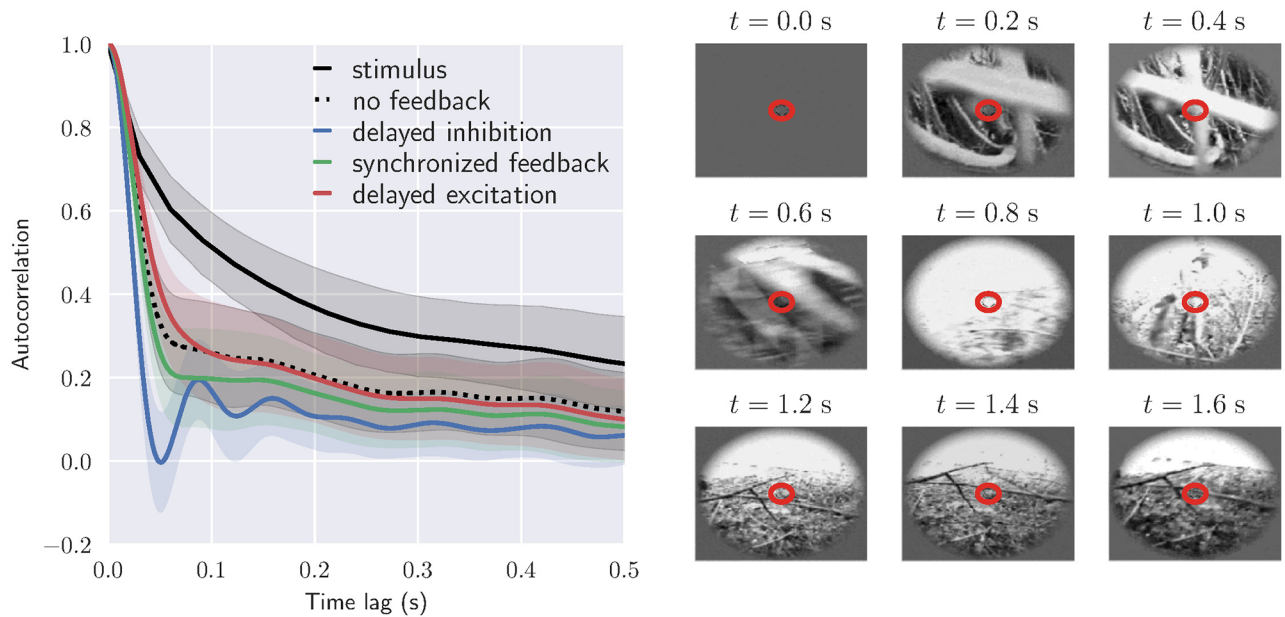 1.0
0.8
0.6
0.4
0.2
0.0
−0.2
Autocorrelation
stimulus
no feedback
delayed inhibition
synchronized feedback
delayed excitation
0.0 0.1 0.2 0.3 0.4 0.5
Time lag (s)
t = 0.0 s t = 0.2 s t = 0.4 s
t = 0.6 s t = 0.8 s t = 1.0 s
t = 1.2 s t = 1.4 s t = 1.6 s